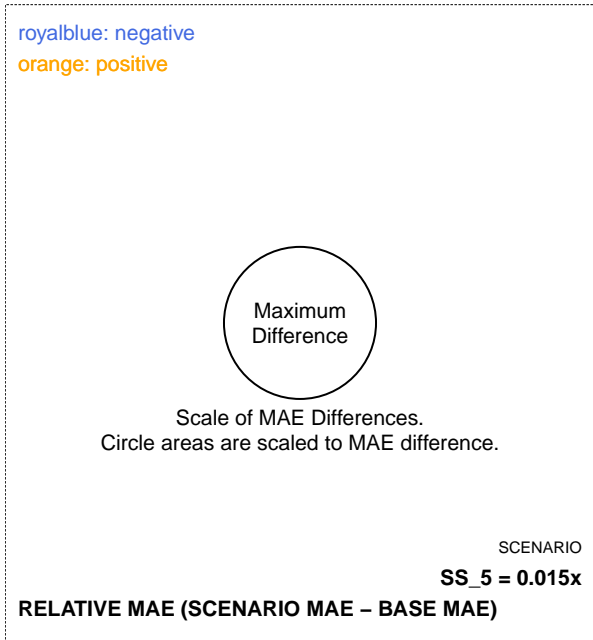 royalblue: negative
orange: positive
Maximum
Difference
Scale of MAE Differences.
Circle areas are scaled to MAE difference.
SCENARIO
SS_5 = 0.015x
RELATIVE MAE (SCENARIO MAE – BASE MAE)